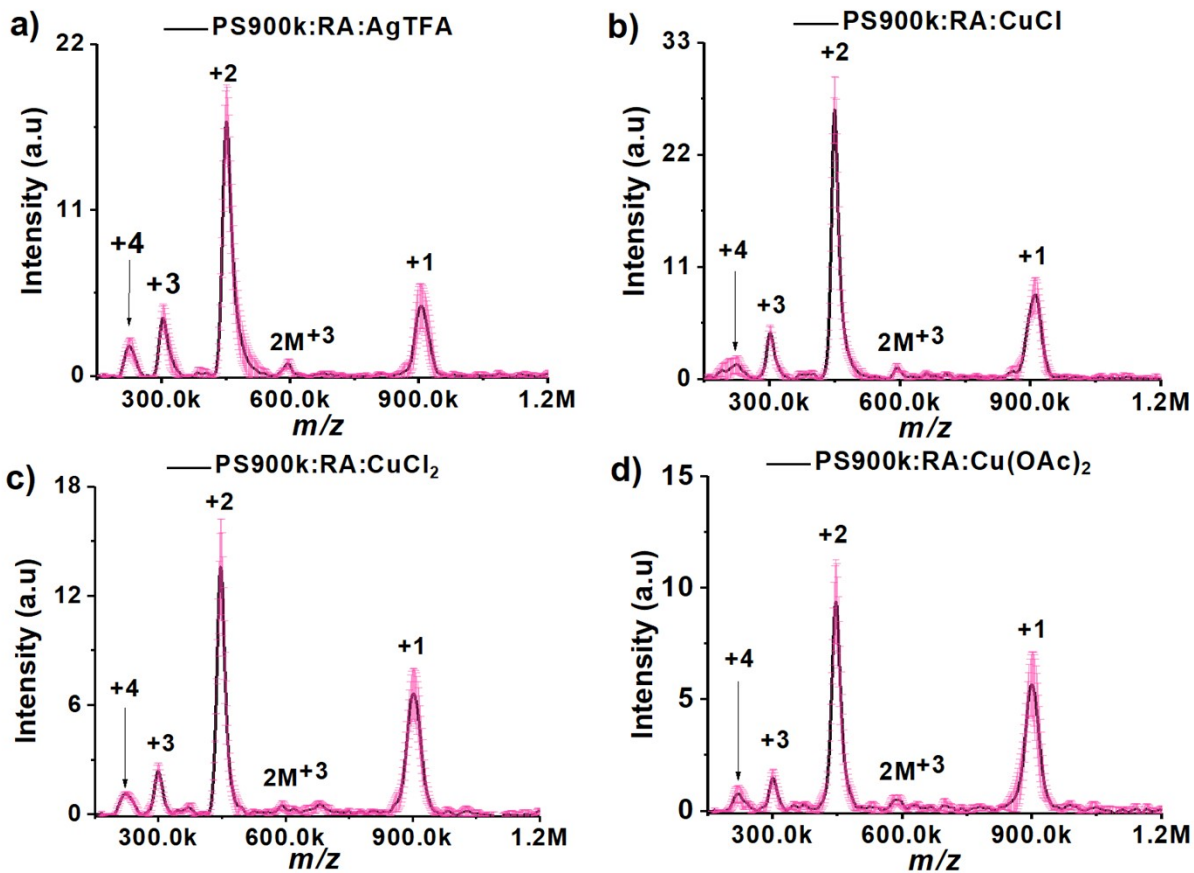 a)
PS900k:RA:AgTFA
22
11
0
Intensity (a.u)
+4
+3
+2
2M+3
+1
300.0k 600.0k 900.0k 1.2M
m/z
b)
PS900k:RA:CuCl
33
22
11
0
Intensity (a.u)
+4
+3
+2
2M+3
+1
300.0k 600.0k 900.0k 1.2M
m/z
c)
PS900k:RA:CuCl₂
18
12
6
0
Intensity (a.u)
+4
+3
+2
2M+3
+1
300.0k 600.0k 900.0k 1.2M
m/z
d)
PS900k:RA:Cu(OAc)₂
15
10
5
0
Intensity (a.u)
+4
+3
+2
2M+3
+1
300.0k 600.0k 900.0k 1.2M
m/z